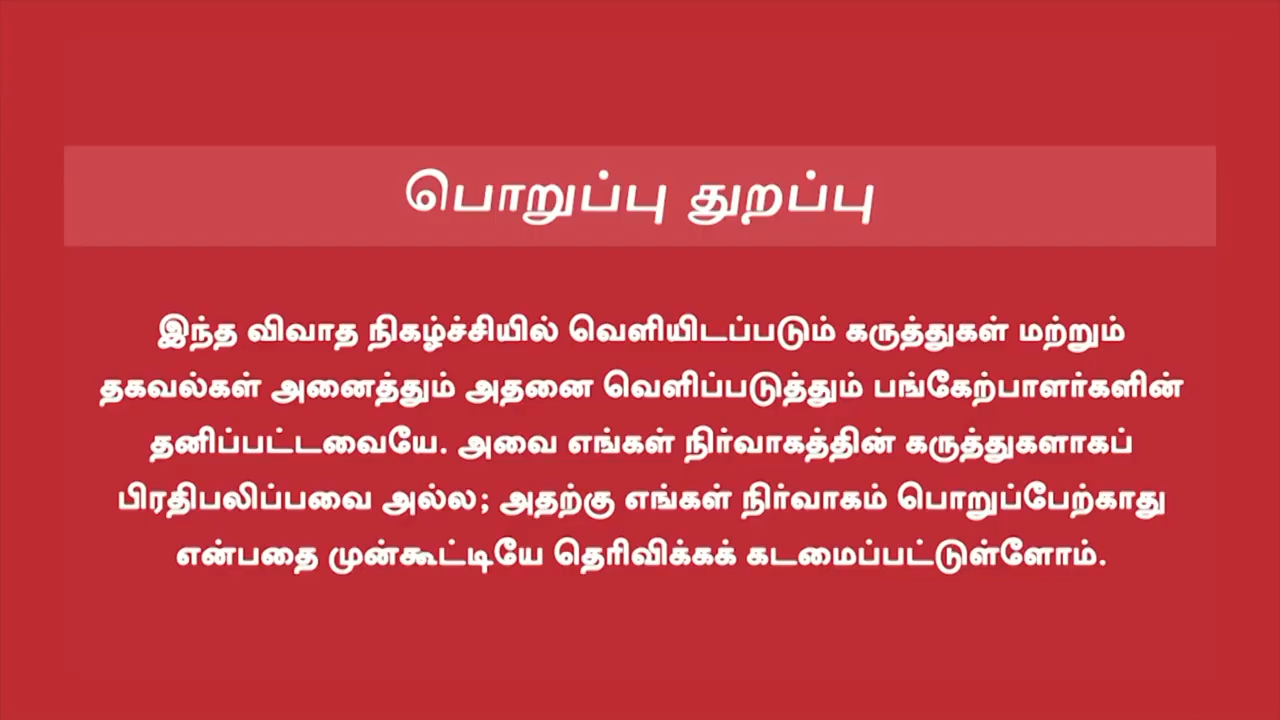 பொறுப்பு துறப்பு
இந்த விவாத நிகழ்ச்சியில் வெளியிடப்படும் கருத்துகள் மற்றும்
தகவல்கள் அனைத்தும் அதனை வெளிப்படுத்தும் பங்கேற்பாளர்களின்
தனிப்பட்டவையே. அவை எங்கள் நிர்வாகத்தின் கருத்துகளாகப்
பிரதிபலிப்பவை அல்ல; அதற்கு எங்கள் நிர்வாகம் பொறுப்பேற்காது
என்பதை முன்கூட்டியே தெரிவிக்கக் கடமைப்பட்டுள்ளோம்.